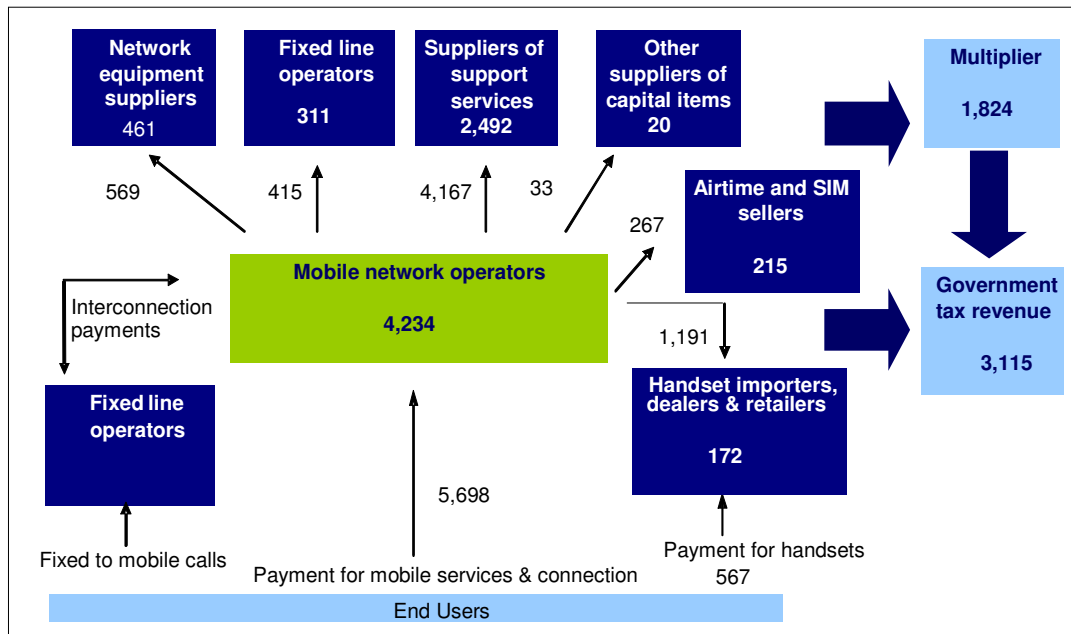 Network
equipment
suppliers
461
Fixed line
operators
311
Suppliers of
support
services
2,492
Other
suppliers of
capital items
20
Multiplier
1,824
569
415
4,167
33
267
Airtime and SIM
sellers
215
Mobile network operators
4,234
Interconnection
payments
Government
tax revenue
3,115
1,191
Handset importers,
dealers & retailers
172
Fixed line
operators
5,698
Fixed to mobile calls
Payment for mobile services & connection
Payment for handsets
567
End Users